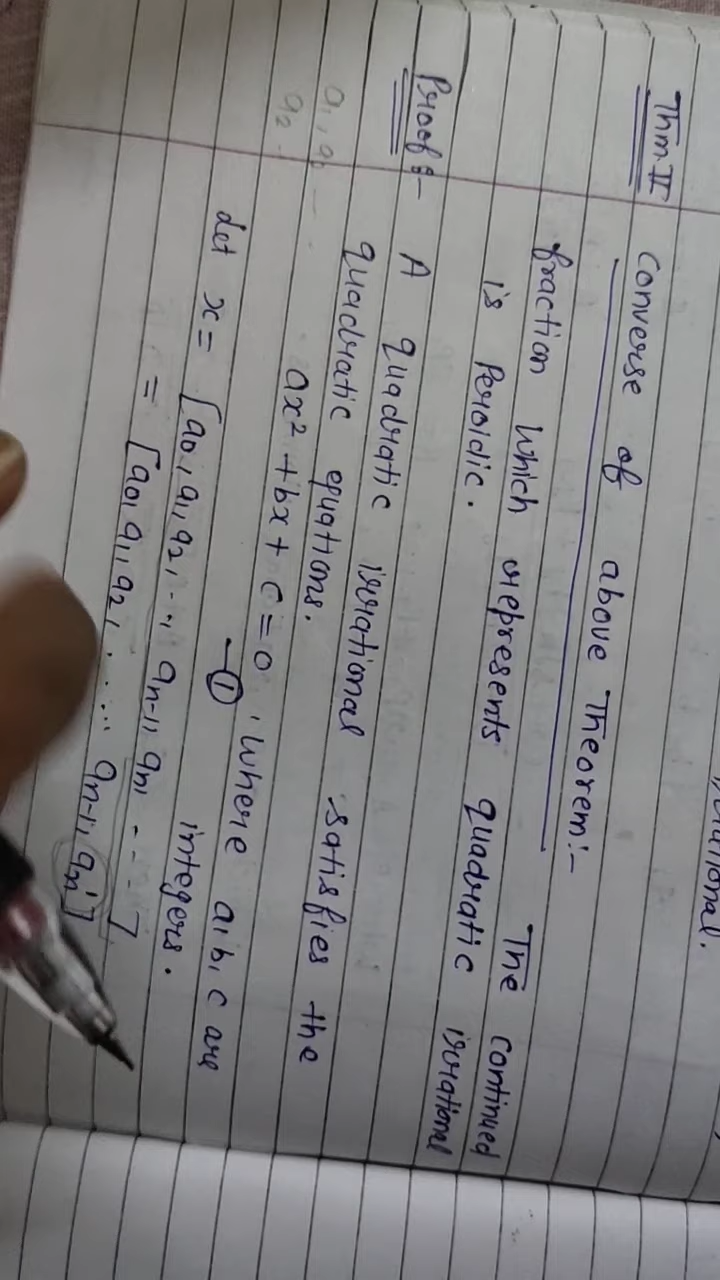 irrational.
Thm. II Converse of above Theorem:-
The continued
fraction which represents quadratic irrational
is Peroidic.
Proof :- A quadratic irrational satisfies the
quadratic equations.
ax² + bx + c = 0, where a, b, c are
integers.
—①
Let x = [a₀, a₁, a₂, .. , aₙ₋₁, aₙ, - - - ]
= [a₀, a₁, a₂, . . ... aₙ₋₁, aₙ']